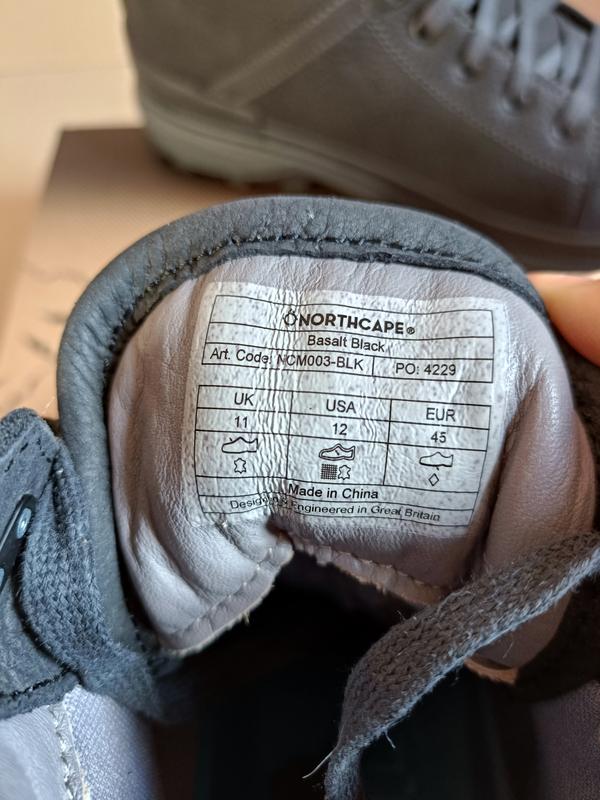 NORTHCAPE®
Basalt Black
Art. Code: NCM003-BLK PO: 4229
UK USA EUR
11 12 45
Made in China
Designed & Engineered in Great Britain